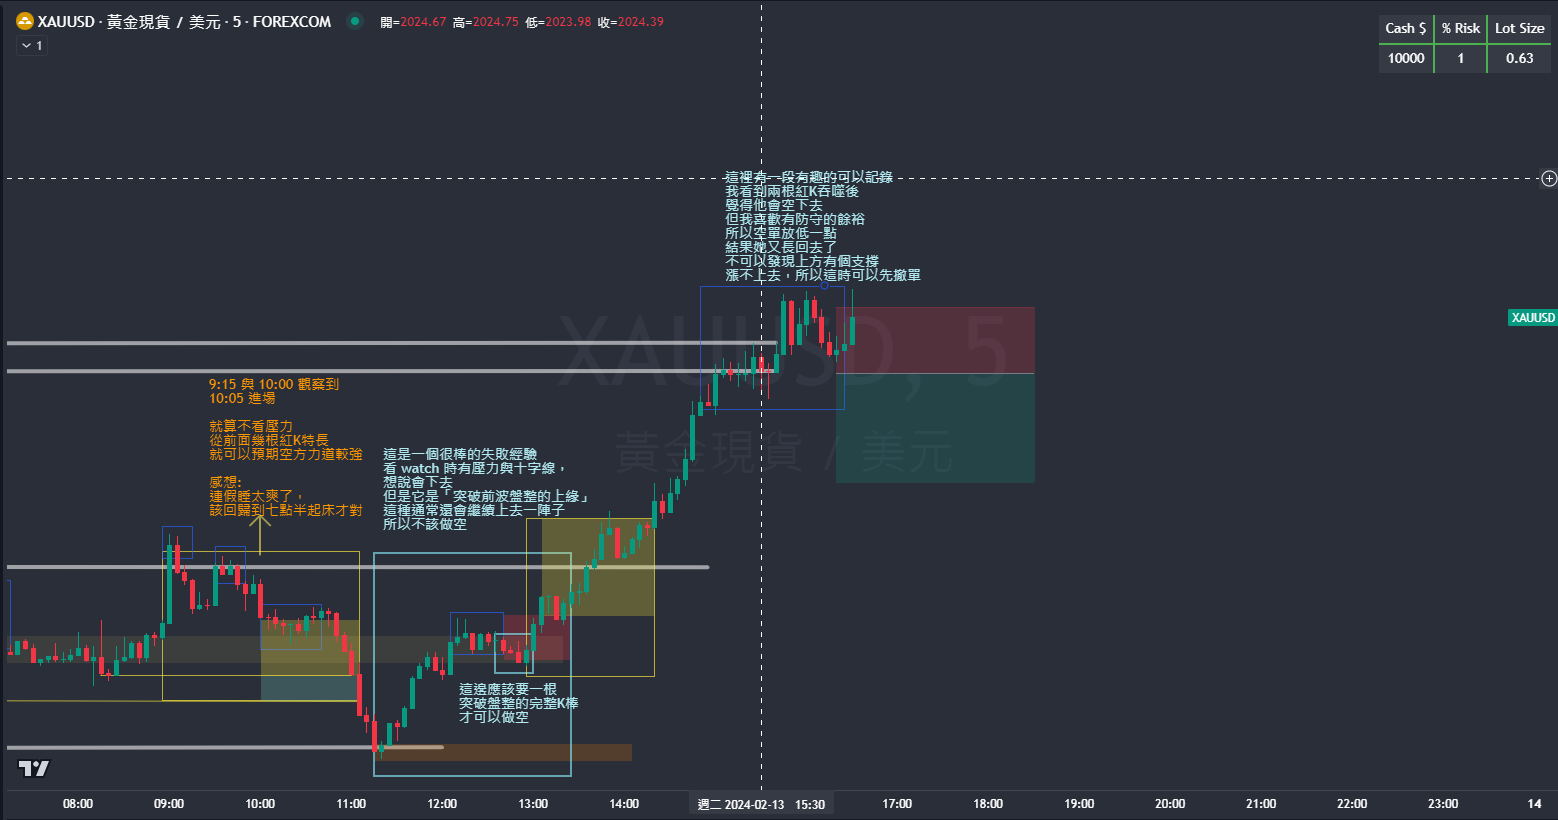 XAUUSD · 黃金現貨 / 美元 · 5 · FOREXCOM 開=2024.67 高=2024.75 低=2023.98 收=2024.39
1
Cash $ % Risk Lot Size
10000 1 0.63
這裡有一段有趣的可以記錄
我看到兩根紅K吞噬後
覺得他會空下去
但我喜歡有防守的餘裕
所以空單放低一點
結果她又長回去了
不可以發現上方有個支撐
漲不上去，所以這時可以先撤單
XAUUSD, 5
黃金現貨 / 美元
XAUUSD
9:15 與 10:00 觀察到
10:05 進場
就算不看壓力
從前面幾根紅K特長
就可以預期空方力道較強
感想:
連假睡太爽了，
該回歸到七點半起床才對
這是一個很棒的失敗經驗
看 watch 時有壓力與十字線，
想說會下去
但是它是「突破前波盤整的上緣」
這種通常還會繼續上去一陣子
所以不該做空
這邊應該要一根
突破盤整的完整K棒
才可以做空
08:00 09:00 10:00 11:00 12:00 13:00 14:00 週二 2024-02-13 15:30 17:00 18:00 19:00 20:00 21:00 22:00 23:00 14